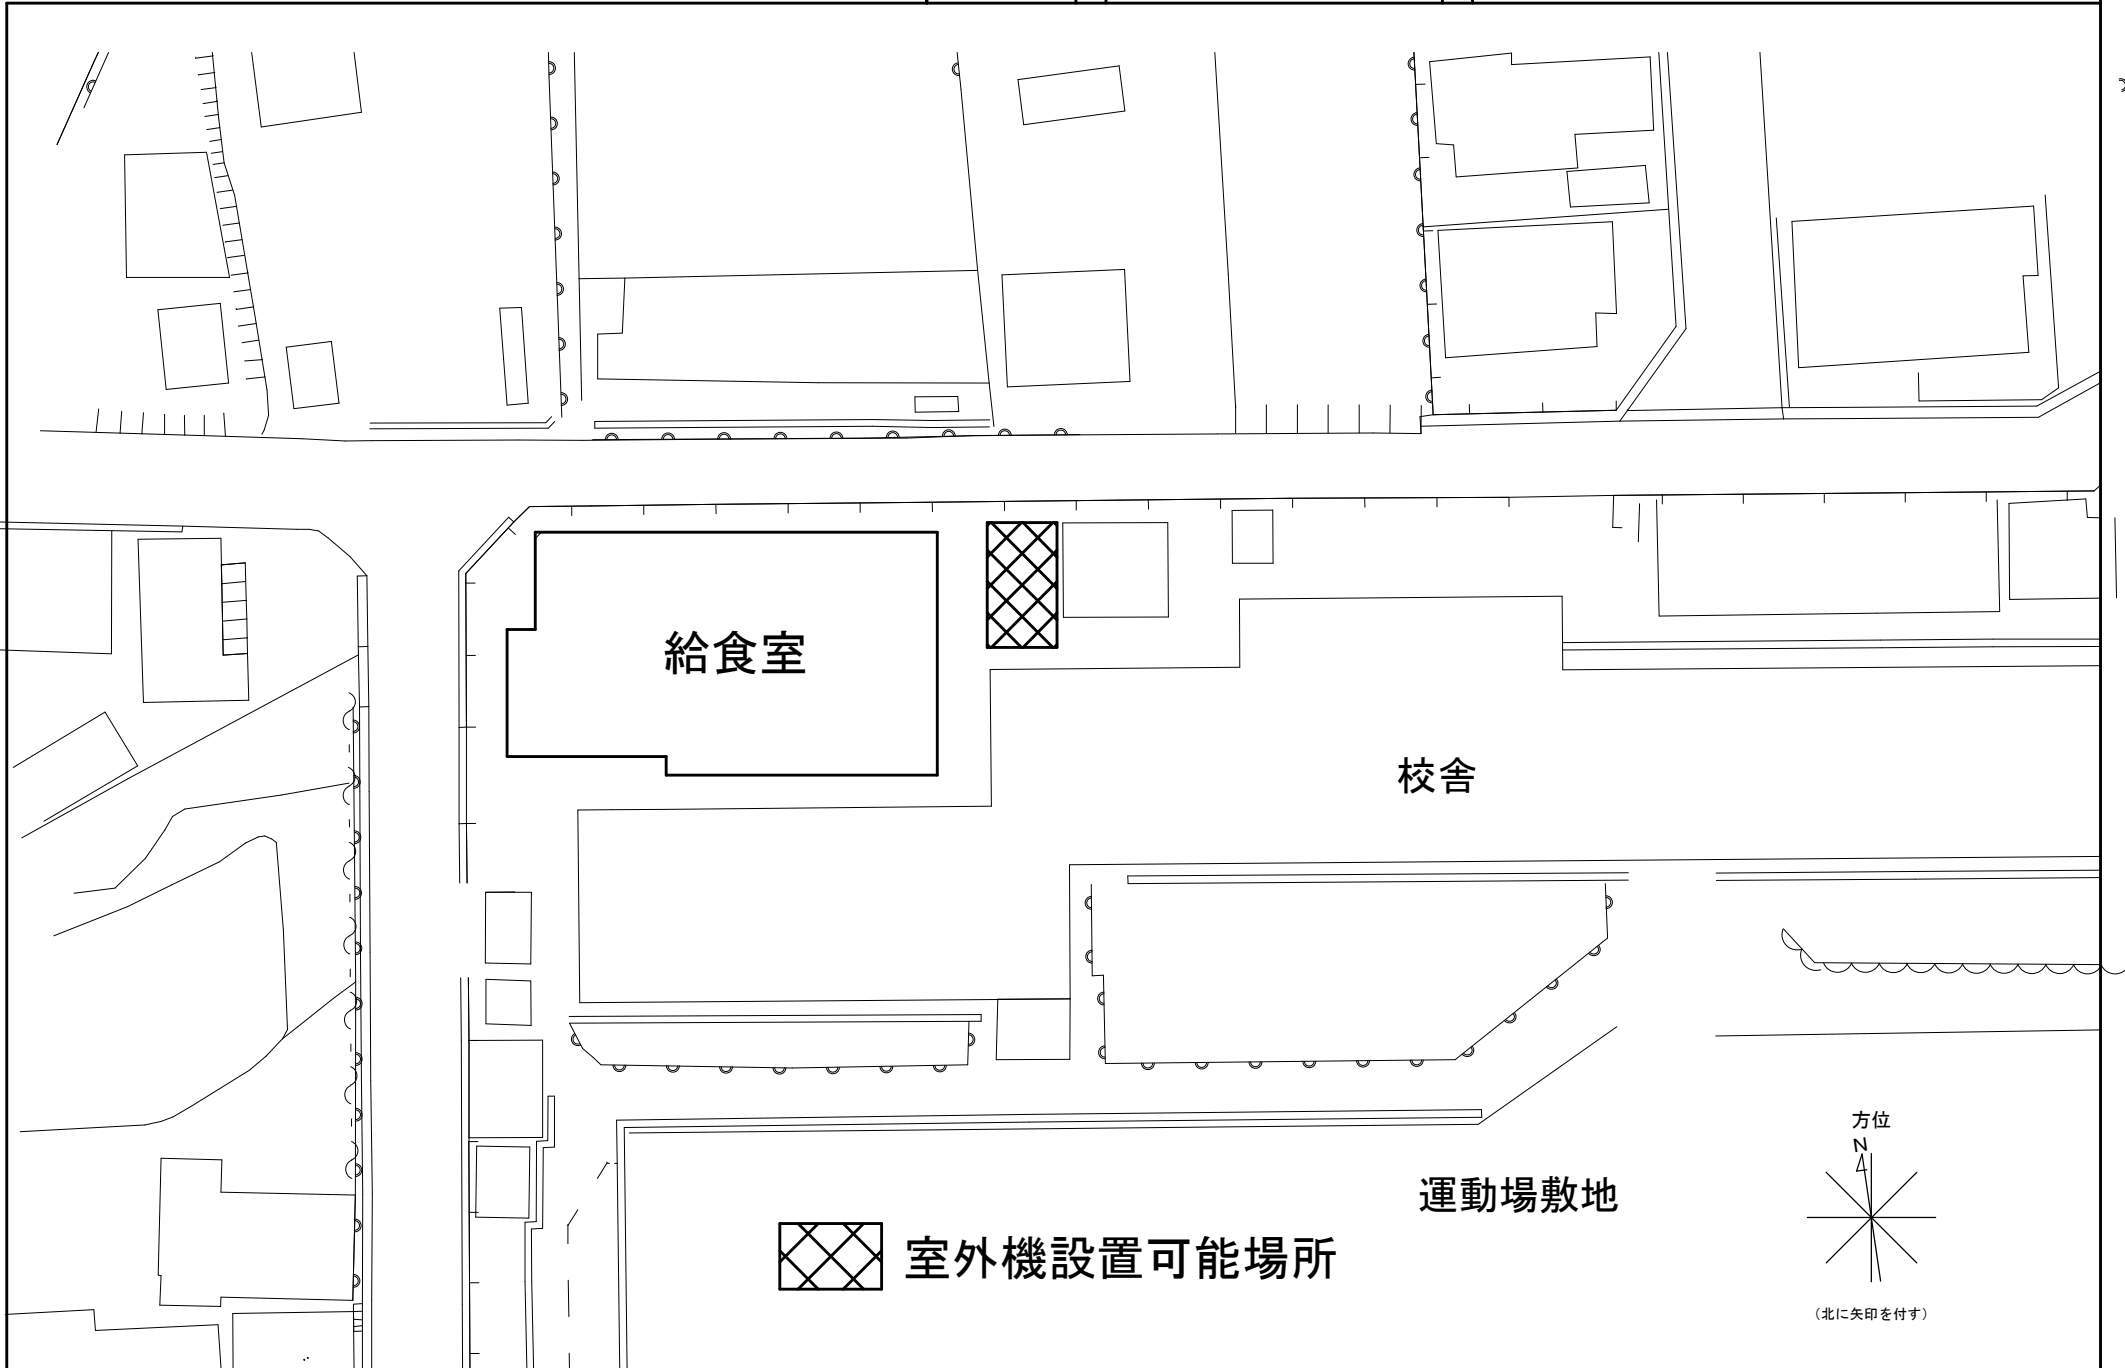 給食室
校舎
運動場敷地
方位
N
室外機設置可能場所
（北に矢印を付す）